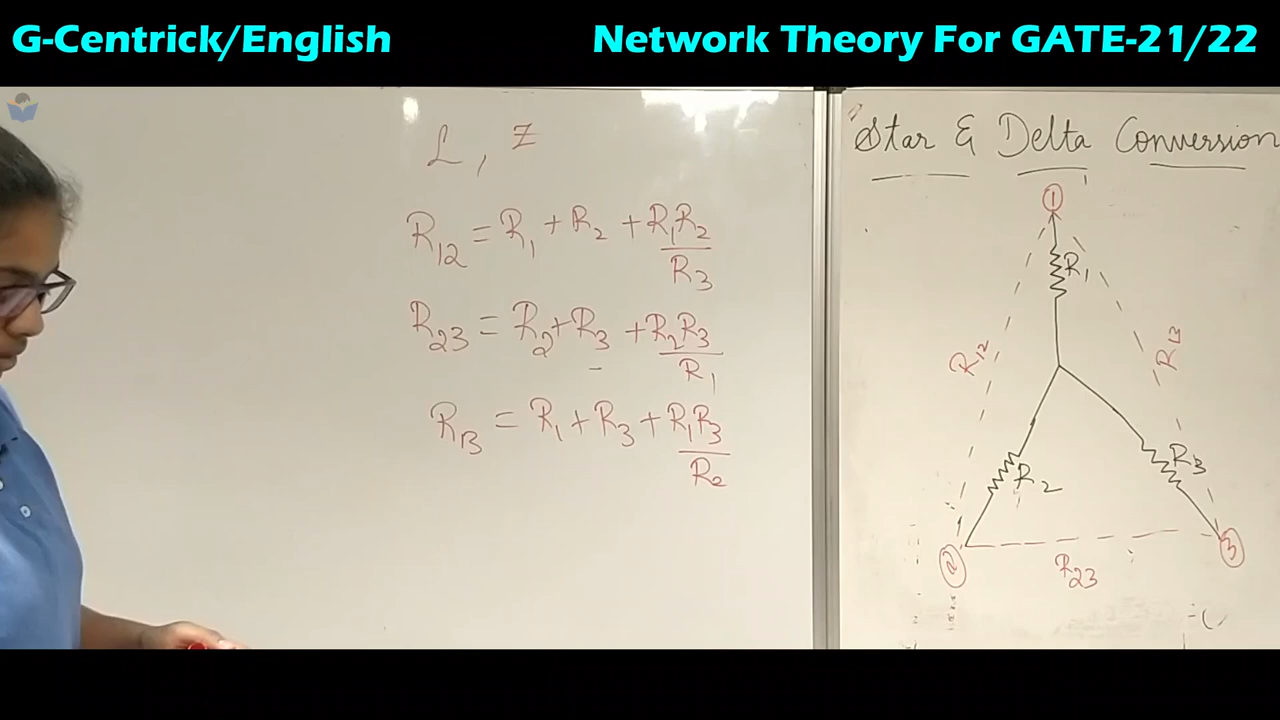 G-Centrick/English
Network Theory For GATE-21/22
L, Z
R12 = R1 + R2 + R1R2/R3
R23 = R2 + R3 + R2R3/R1
R13 = R1 + R3 + R1R3/R2
Star & Delta Conversion
1
R1
R12
R13
R2
R3
2
3
R23